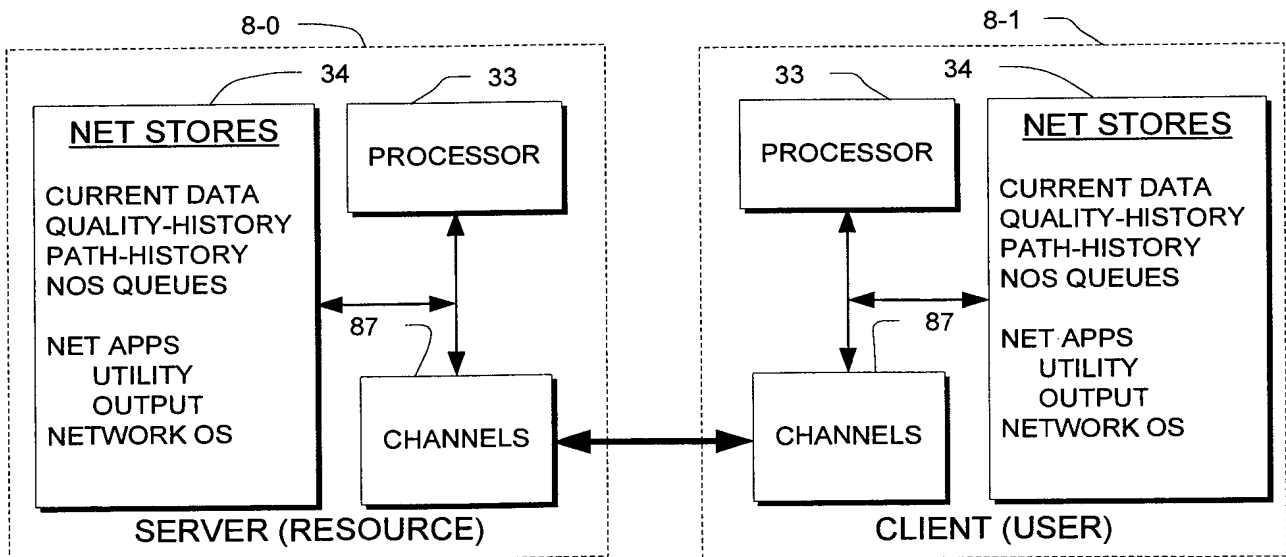 8-0
34
33
NET STORES
CURRENT DATA
QUALITY-HISTORY
PATH-HISTORY
NOS QUEUES
NET APPS
UTILITY
OUTPUT
NETWORK OS
PROCESSOR
87
CHANNELS
SERVER (RESOURCE)
8-1
33
34
PROCESSOR
87
CHANNELS
NET STORES
CURRENT DATA
QUALITY-HISTORY
PATH-HISTORY
NOS QUEUES
NET APPS
UTILITY
OUTPUT
NETWORK OS
CLIENT (USER)